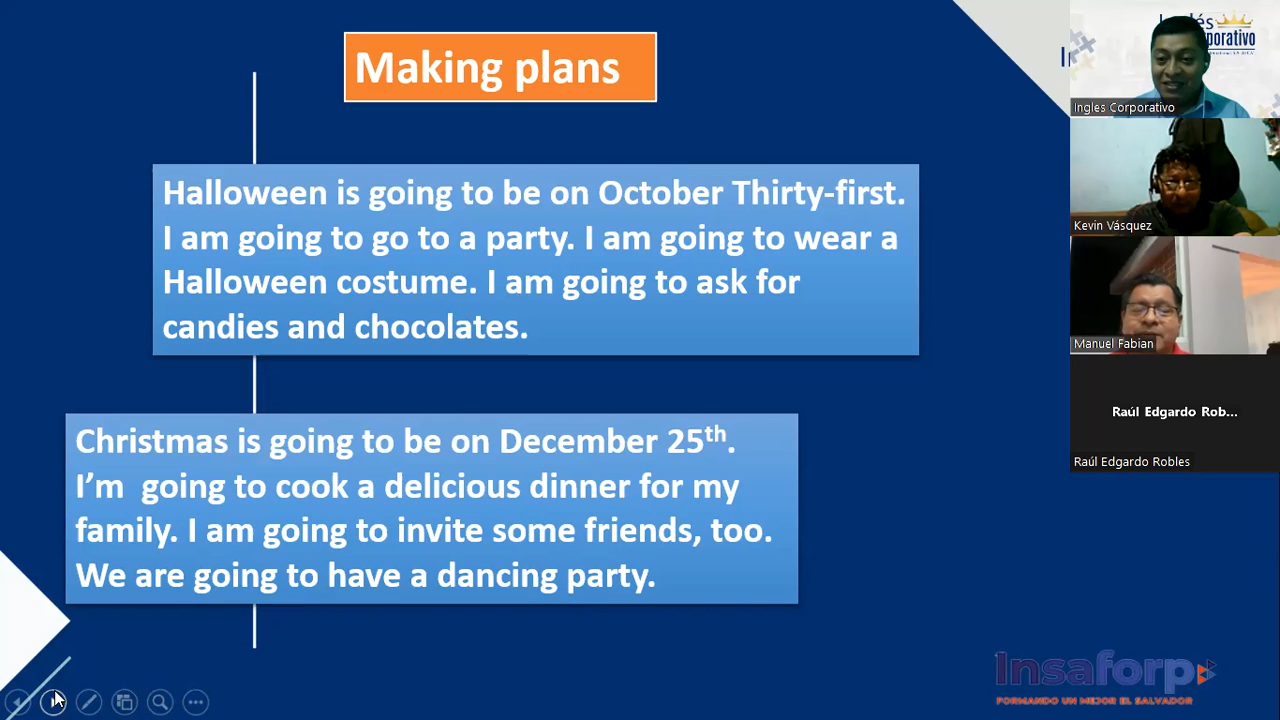 Making plans
Halloween is going to be on October Thirty-first.
I am going to go to a party. I am going to wear a
Halloween costume. I am going to ask for
candies and chocolates.
Christmas is going to be on December 25th.
I'm going to cook a delicious dinner for my
family. I am going to invite some friends, too.
We are going to have a dancing party.
Ingles Corporativo
Kevin Vásquez
Manuel Fabian
Raúl Edgardo Rob...
Raúl Edgardo Robles
Insaforp
FORMANDO UN MEJOR EL SALVADOR